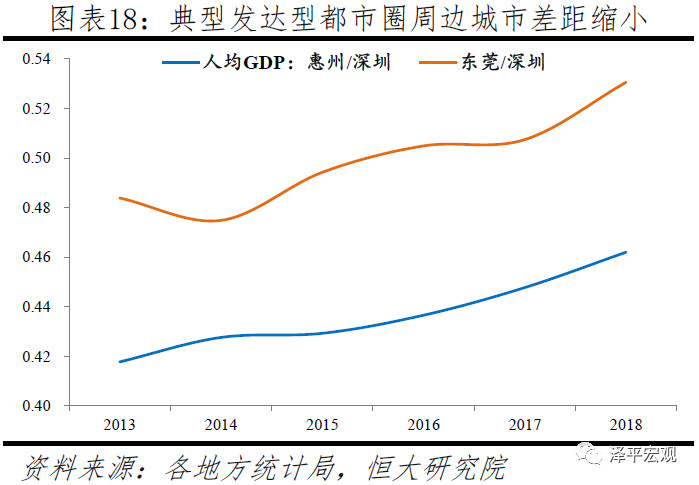 图表18：典型发达型都市圈周边城市差距缩小
人均GDP：惠州/深圳
东莞/深圳
0.54
0.52
0.50
0.48
0.46
0.44
0.42
0.40
2013 2014 2015 2016 2017 2018
泽平宏观
资料来源：各地方统计局，恒大研究院